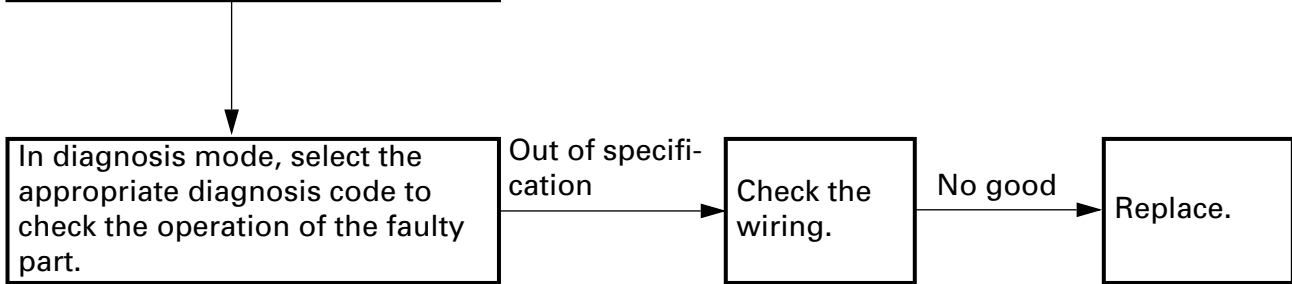 In diagnosis mode, select the
appropriate diagnosis code to
check the operation of the faulty
part.
Out of specifi-
cation
Check the
wiring.
No good
Replace.